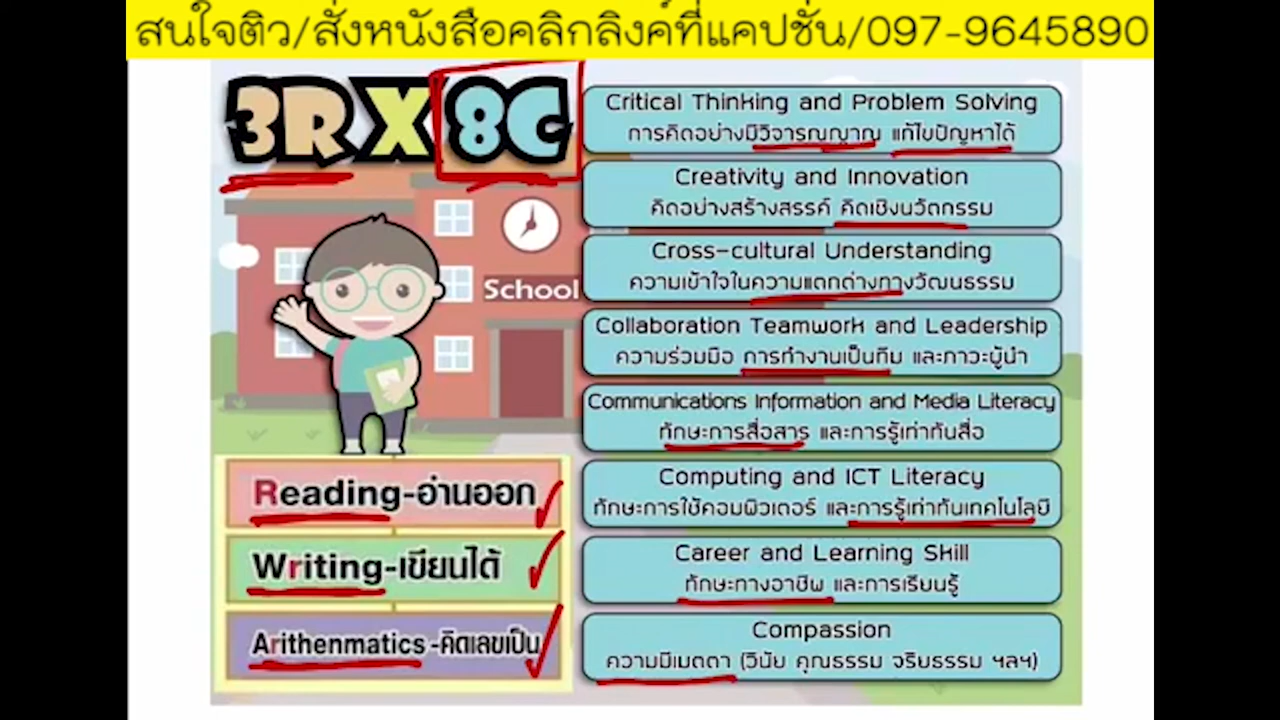 สนใจติว/สั่งหนังสือคลิกลิงค์ที่แคปชั่น/097-9645890
3R X 8C
School
Reading-อ่านออก
Writing-เขียนได้
Arithenmatics-คิดเลขเป็น
Critical Thinking and Problem Solving
การคิดอย่างมีวิจารณญาณ แก้ไขปัญหาได้
Creativity and Innovation
คิดอย่างสร้างสรรค์ คิดเชิงนวัตกรรม
Cross-cultural Understanding
ความเข้าใจในความแตกต่างทางวัฒนธรรม
Collaboration Teamwork and Leadership
ความร่วมมือ การทำงานเป็นทีม และภาวะผู้นำ
Communications Information and Media Literacy
ทักษะการสื่อสาร และการรู้เท่าทันสื่อ
Computing and ICT Literacy
ทักษะการใช้คอมพิวเตอร์ และการรู้เท่าทันเทคโนโลยี
Career and Learning Skill
ทักษะทางอาชีพ และการเรียนรู้
Compassion
ความมีเมตตา (วินัย คุณธรรม จริยธรรม ฯลฯ)